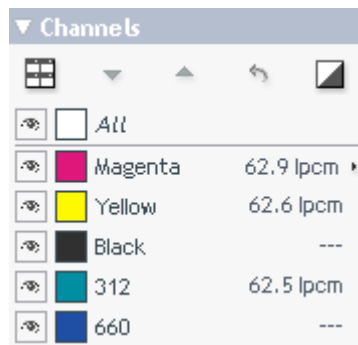 Channels
All
Magenta 62.9 lpcm
Yellow 62.6 lpcm
Black ---
312 62.5 lpcm
660 ---